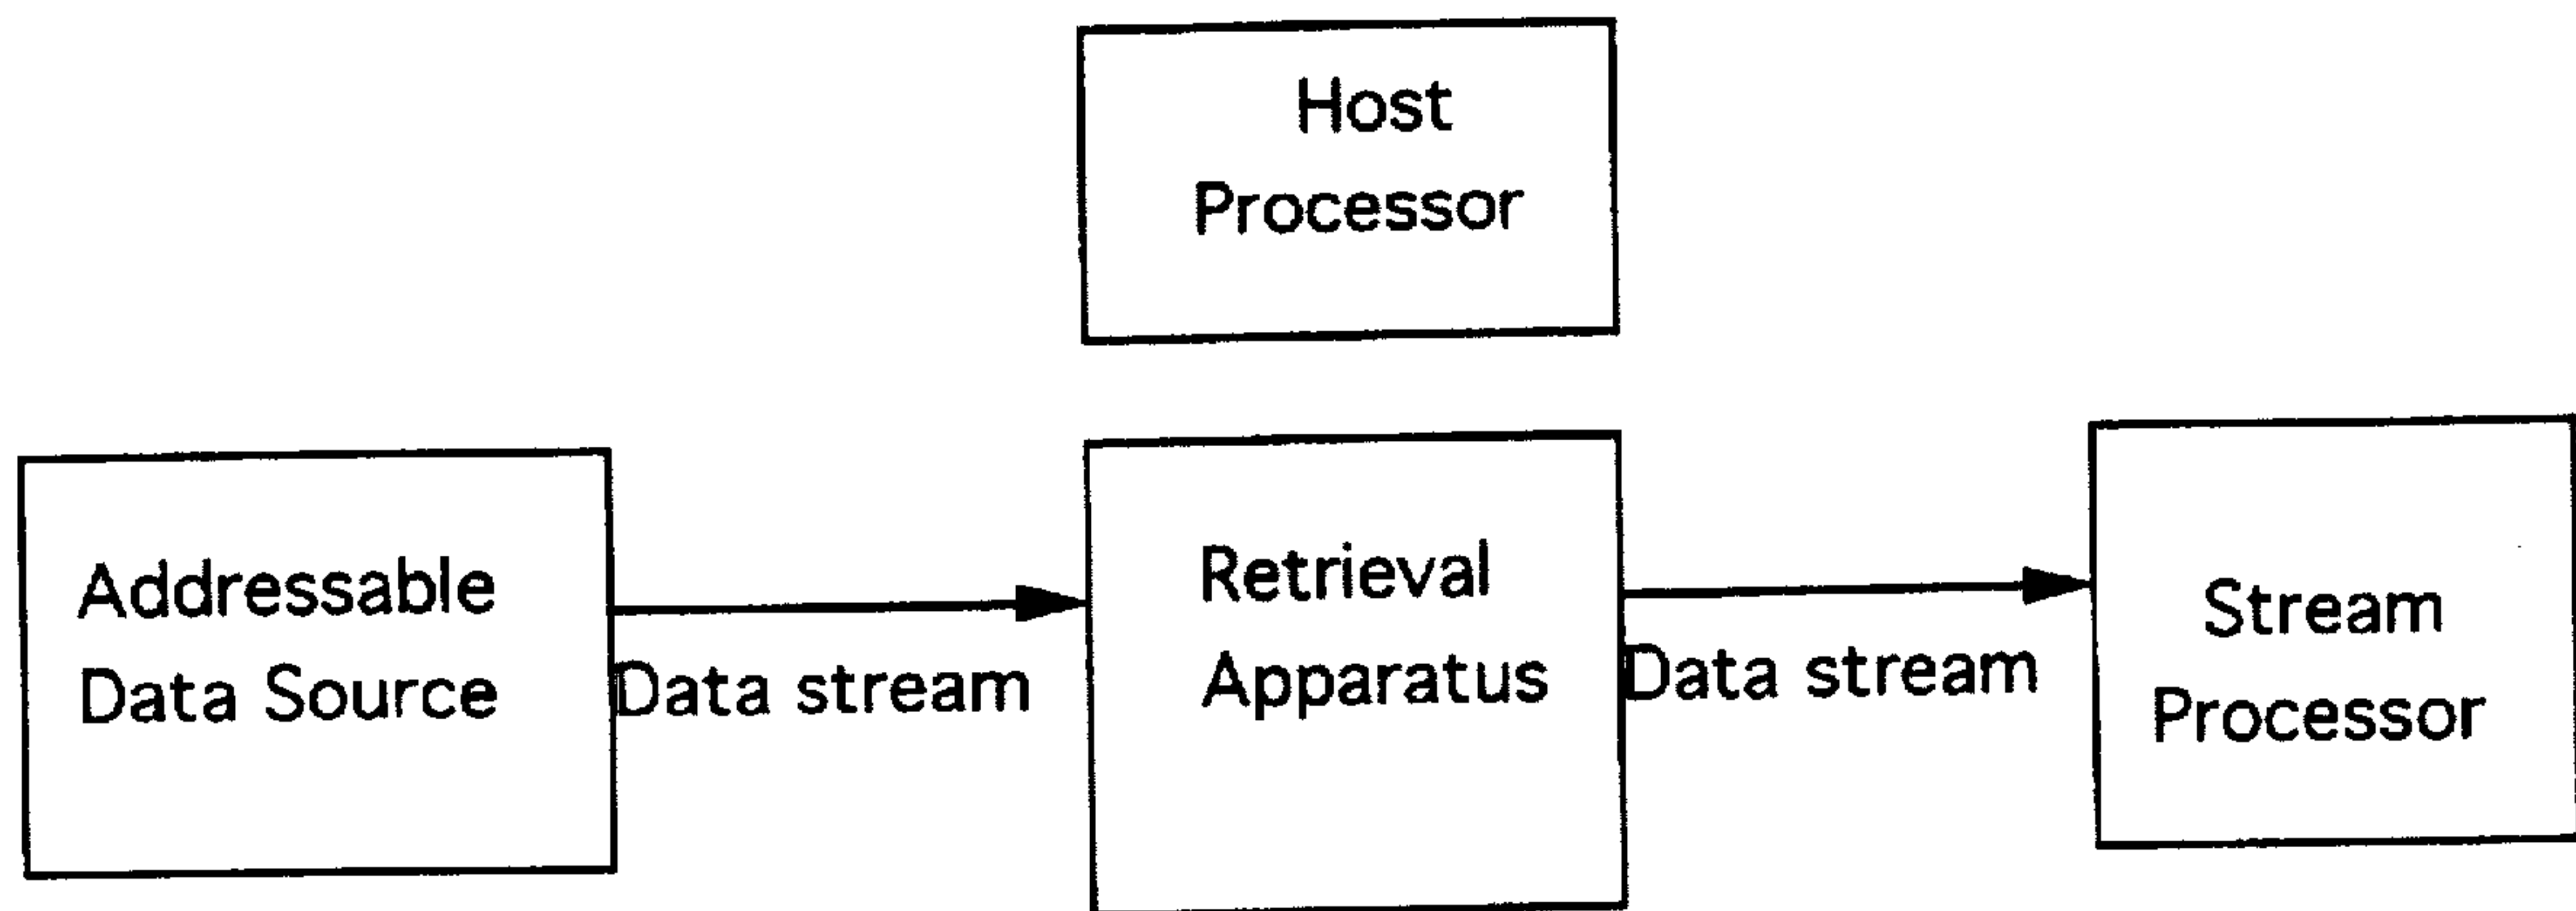 Host
Processor
Addressable
Data Source
Data stream
Retrieval
Apparatus
Data stream
Stream
Processor